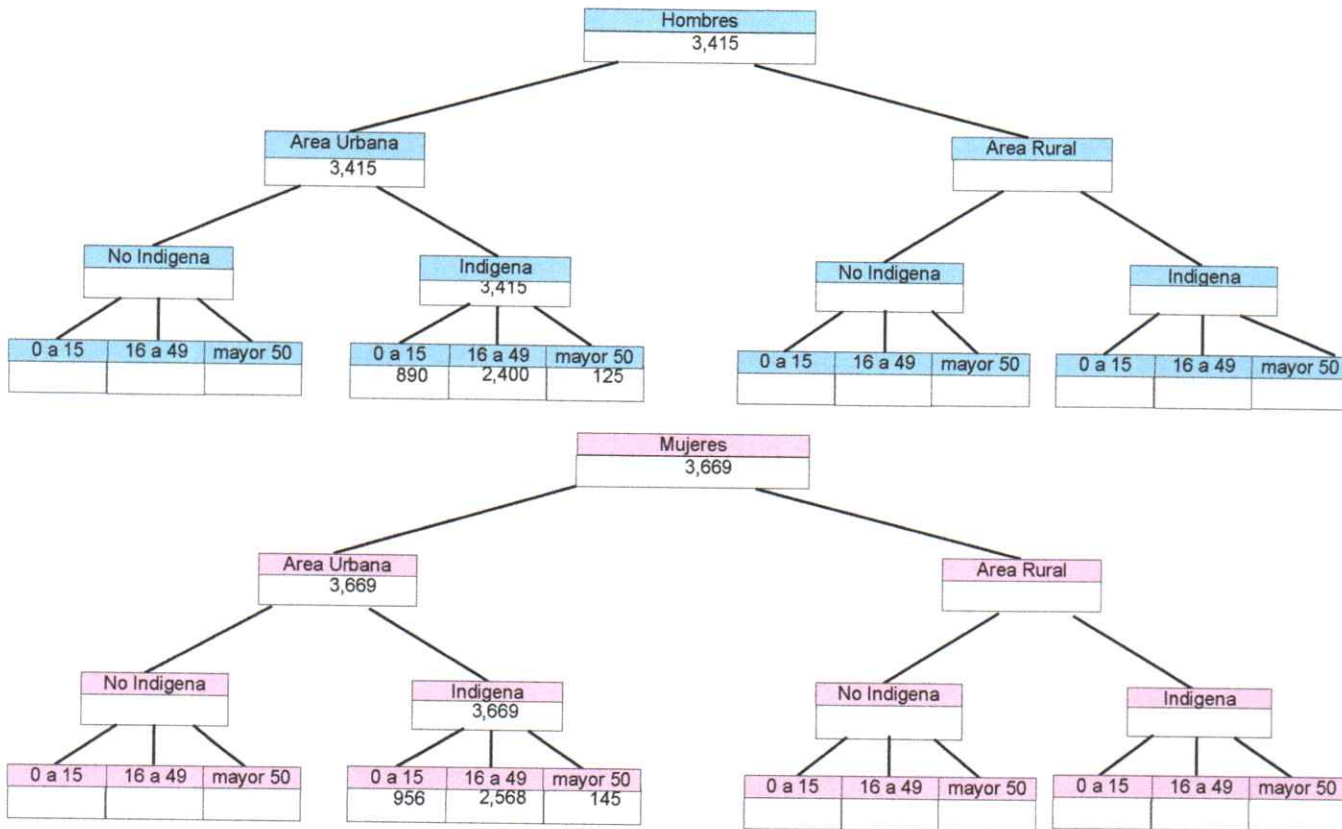 Hombres
3,415
Area Urbana
3,415
Area Rural
No Indigena
Indigena
3,415
No Indigena
Indigena
0 a 15 16 a 49 mayor 50
0 a 15 16 a 49 mayor 50
890 2,400 125
0 a 15 16 a 49 mayor 50
0 a 15 16 a 49 mayor 50
Mujeres
3,669
Area Urbana
3,669
Area Rural
No Indigena
Indigena
3,669
No Indigena
Indigena
0 a 15 16 a 49 mayor 50
0 a 15 16 a 49 mayor 50
956 2,568 145
0 a 15 16 a 49 mayor 50
0 a 15 16 a 49 mayor 50